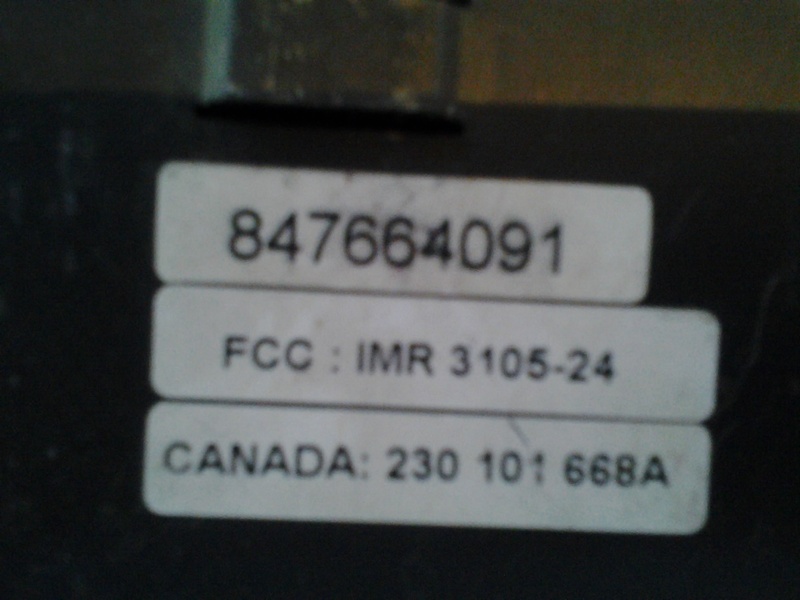 847664091
FCC : IMR 3105-24
CANADA: 230 101 668A